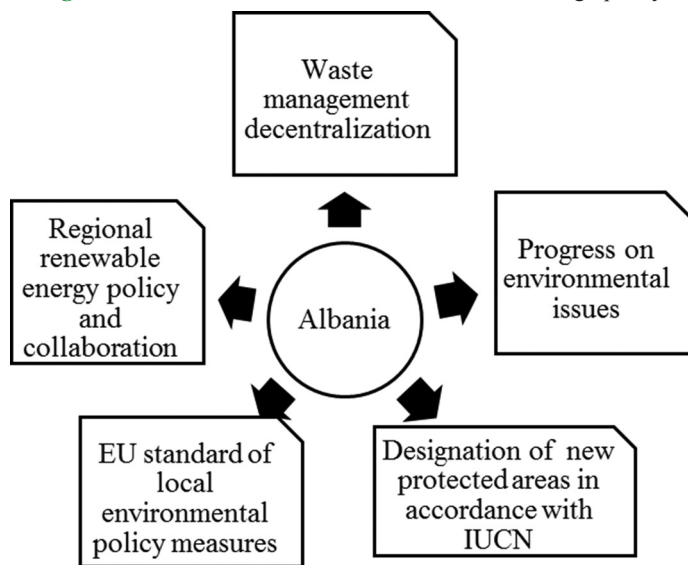 Waste
management
decentralization
Regional
renewable
energy policy
and
collaboration
Albania
Progress on
environmental
issues
EU standard of
local
environmental
policy measures
Designation of new
protected areas in
accordance with
IUCN